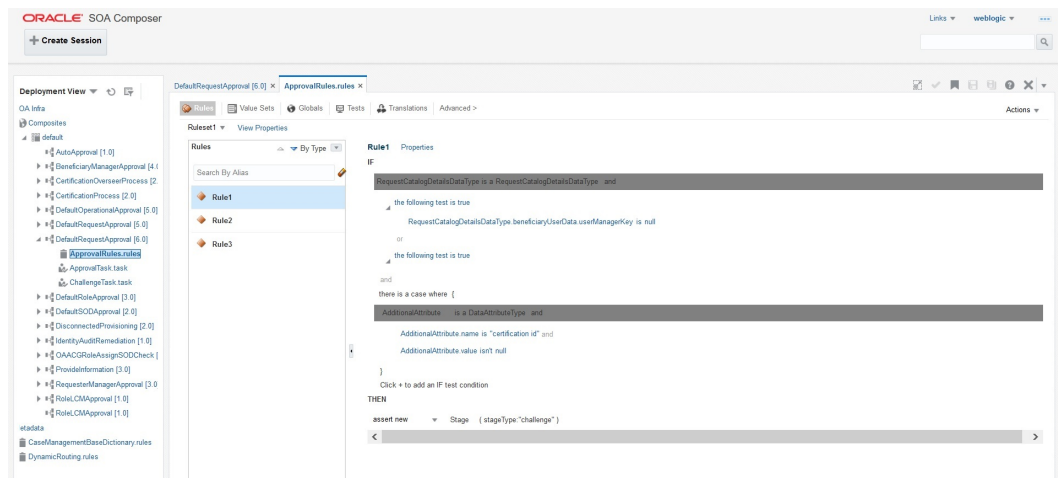 ORACLE SOA Composer
Links weblogic
Create Session
Deployment View
OA Infra
Composites
default
AutoApproval [1.0]
BeneficiaryManagerApproval [4.(
CertificationOverseerProcess [2.
CertificationProcess [2.0]
DefaultOperationalApproval [5.0]
DefaultRequestApproval [5.0]
DefaultRequestApproval [6.0]
ApprovalRules.rules
ApprovalTask.task
ChallengeTask.task
DefaultRoleApproval [3.0]
DefaultSODApproval [2.0]
DisconnectedProvisioning [2.0]
IdentityAuditRemediation [1.0]
OAACGRoleAssignSODCheck [
ProvideInformation [3.0]
RequesterManagerApproval [3.0
RoleLCMApproval [1.0]
RoleLCMApproval [1.0]
etadata
CaseManagementBaseDictionary.rules
DynamicRouting.rules
DefaultRequestApproval [6.0] × ApprovalRules.rules ×
Rules Value Sets Globals Tests Translations Advanced >
Actions
Ruleset1 View Properties
Rules By Type
Search By Alias
Rule1
Rule2
Rule3
Rule1 Properties
IF
RequestCatalogDetailsDataType is a RequestCatalogDetailsDataType and
the following test is true
RequestCatalogDetailsDataType.beneficiaryUserData.userManagerKey is null
or
the following test is true
and
there is a case where {
AdditionalAttribute is a DataAttributeType and
AdditionalAttribute.name is "certification id" and
AdditionalAttribute.value isn't null
}
Click + to add an IF test condition
THEN
assert new Stage ( stageType:"challenge" )